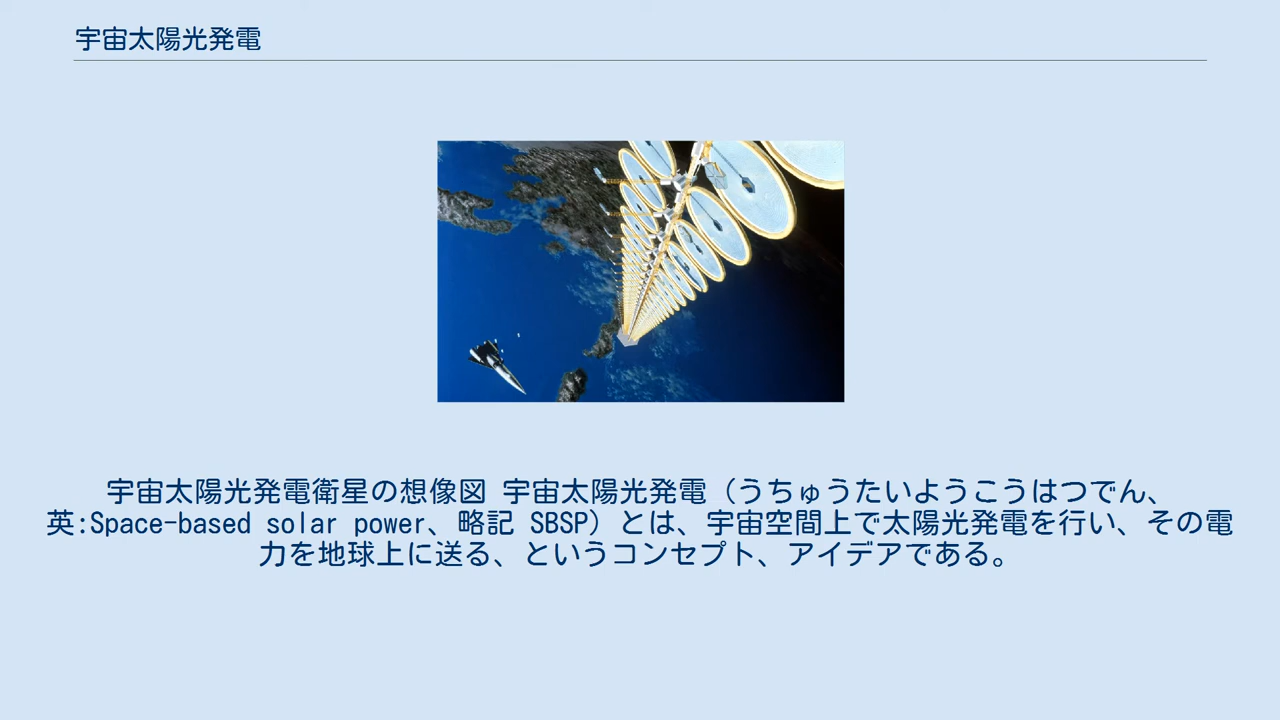 宇宙太陽光発電
宇宙太陽光発電衛星の想像図 宇宙太陽光発電（うちゅうたいようこうはつでん、
英:Space-based solar power、略記 SBSP）とは、宇宙空間上で太陽光発電を行い、その電
力を地球上に送る、というコンセプト、アイデアである。